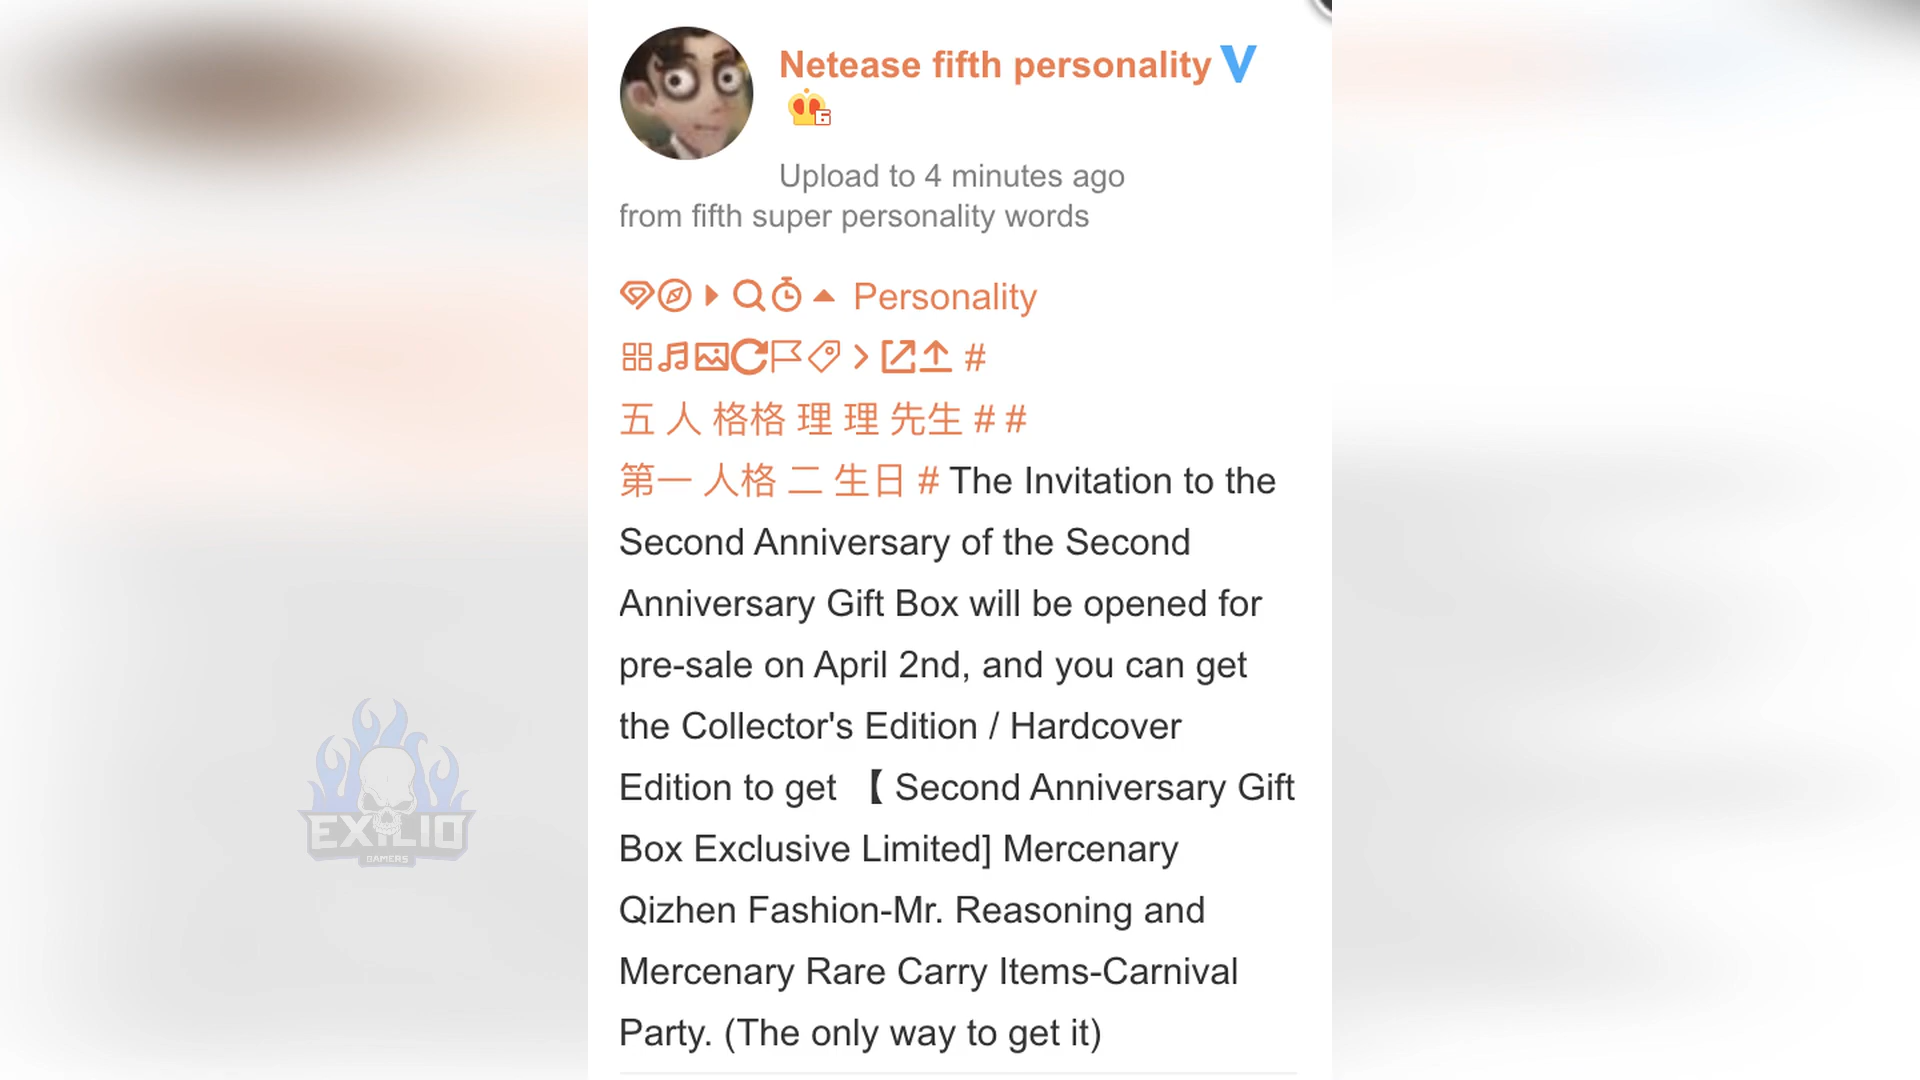 Netease fifth personality
6
Upload to 4 minutes ago
from fifth super personality words
Personality
#
五 人 格格 理 理 先生 # #
第一 人格 二 生日 # The Invitation to the
Second Anniversary of the Second
Anniversary Gift Box will be opened for
pre-sale on April 2nd, and you can get
the Collector's Edition / Hardcover
Edition to get 【 Second Anniversary Gift
Box Exclusive Limited] Mercenary
Qizhen Fashion-Mr. Reasoning and
Mercenary Rare Carry Items-Carnival
Party. (The only way to get it)
EXILIO
GAMERS